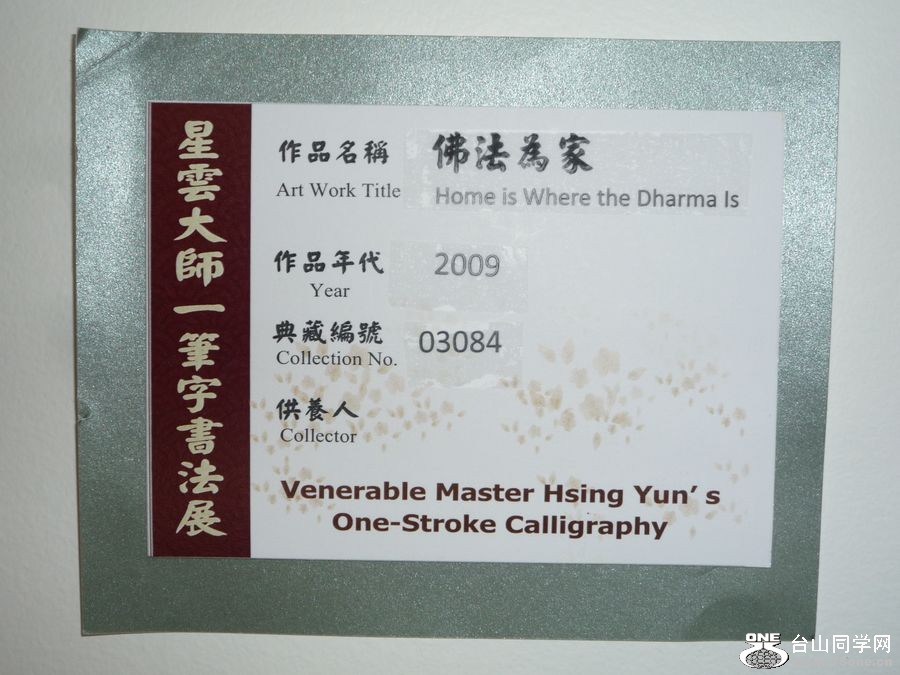 星雲大師一筆字書法展
作品名稱 佛法為家
Art Work Title Home is Where the Dharma Is
作品年代 2009
Year
典藏編號 03084
Collection No.
供養人
Collector
Venerable Master Hsing Yun's
One-Stroke Calligraphy
ONE 台山同学网